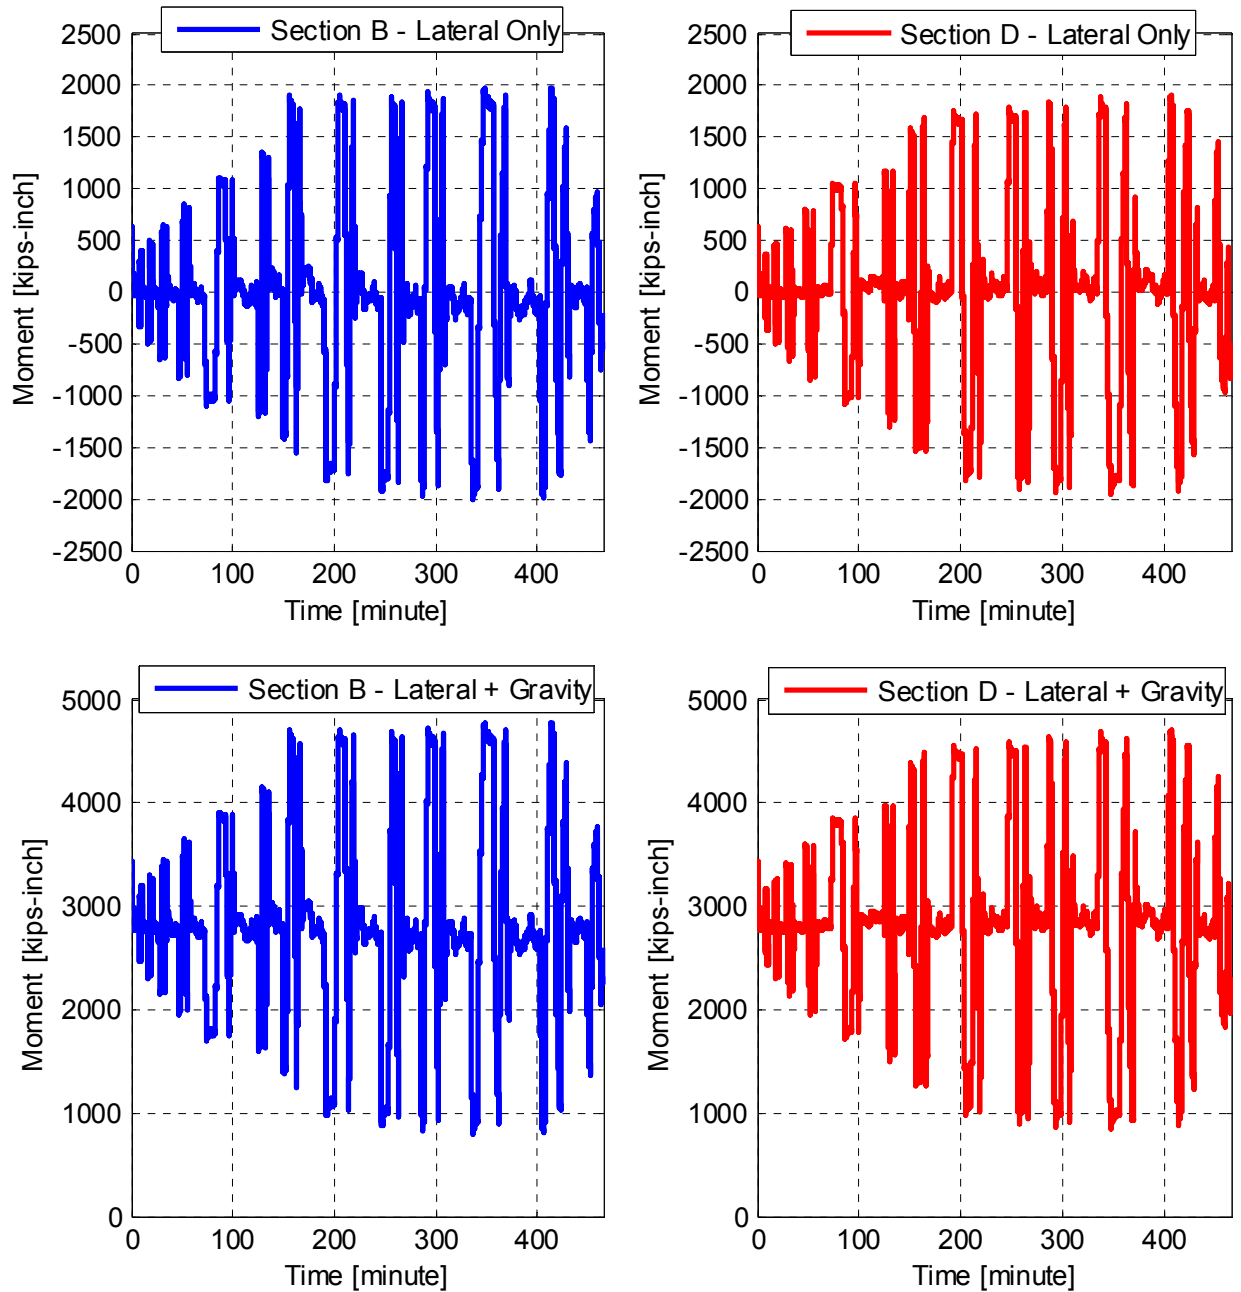 Section B - Lateral Only
2500
2000
1500
1000
500
0
-500
-1000
-1500
-2000
-2500
Moment [kips-inch]
0 100 200 300 400
Time [minute]
Section D - Lateral Only
2500
2000
1500
1000
500
0
-500
-1000
-1500
-2000
-2500
Moment [kips-inch]
0 100 200 300 400
Time [minute]
Section B - Lateral + Gravity
5000
4000
3000
2000
1000
0
Moment [kips-inch]
0 100 200 300 400
Time [minute]
Section D - Lateral + Gravity
5000
4000
3000
2000
1000
0
Moment [kips-inch]
0 100 200 300 400
Time [minute]